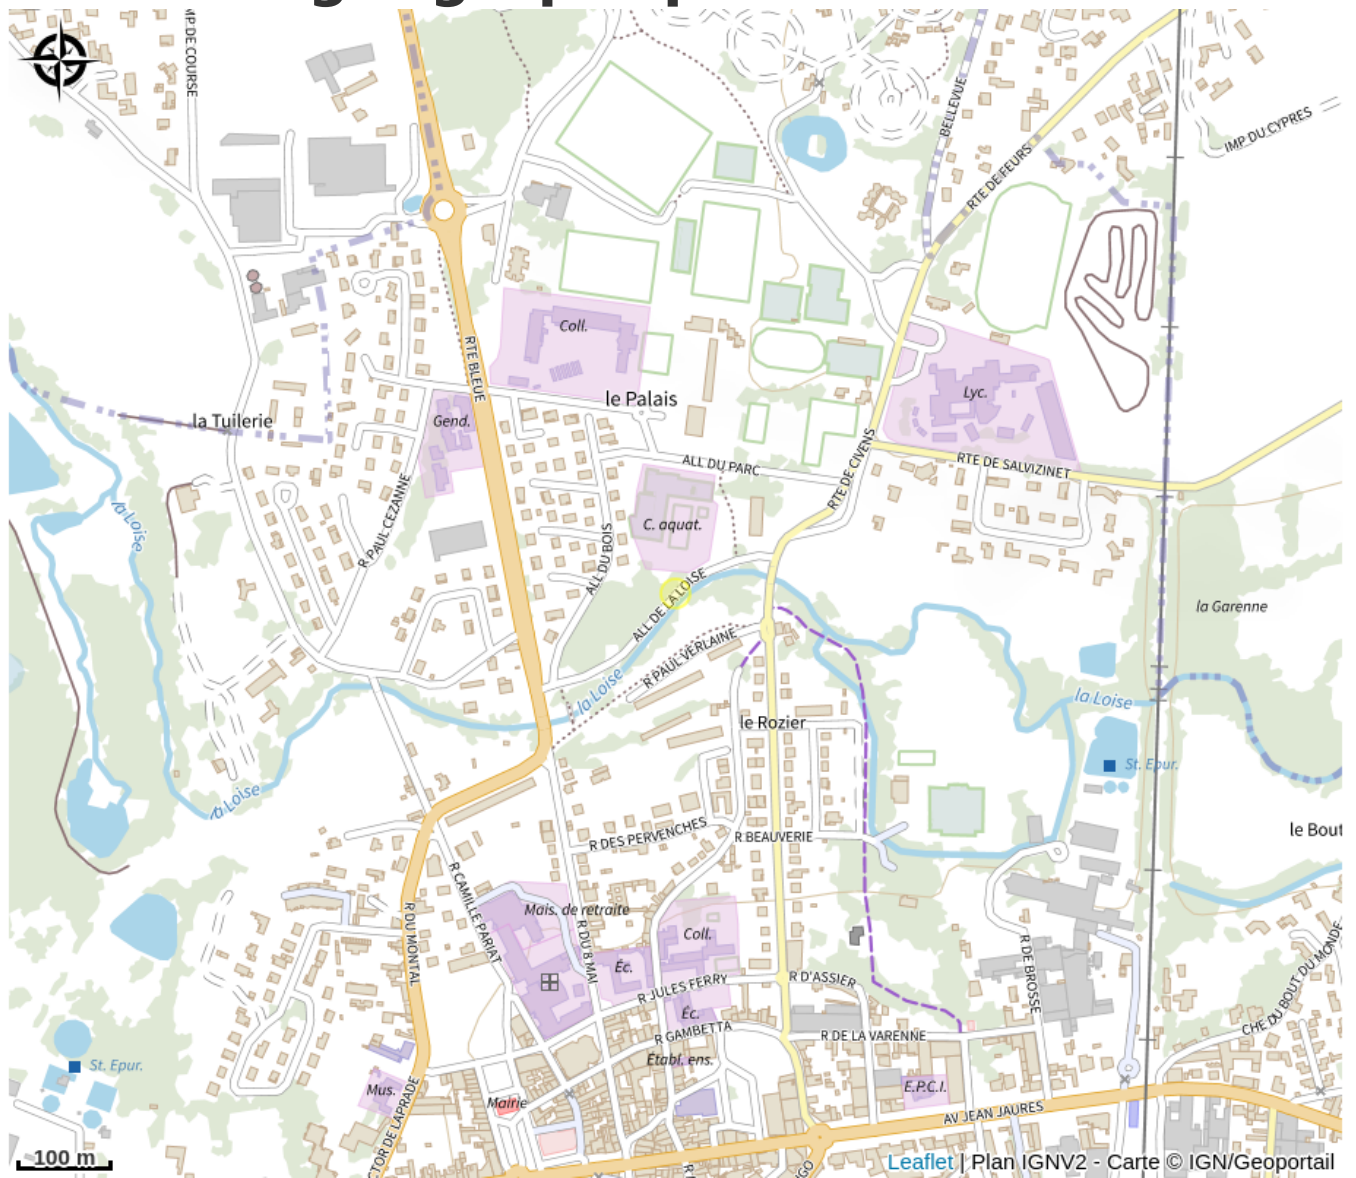 MP DE COURSE
BELLEVUE
IMP DU CYPRES
RTE DE FEURS
Coll.
RTE BLEUE
le Palais
Lyc.
la Tuilerie
Gend.
ALL DU PARC
RTE DE CIVENS
RTE DE SALVIZINET
R PAUL CEZANNE
la Loise
C. aquat.
ALL DU BOIS
ALL DE LA LOISE
la Garenne
R PAUL VERLAINE
la Loise
la Loise
le Rozier
St. Epur.
la Loise
R DES PERVENCHES
R BEAUVERIE
le Bout
R CAMILLE PARIAT
Mais. de retraite
R DU MONTAL
R DU 8 MAI
Coll.
Éc.
R JULES FERRY
R D'ASSIER
R DE BROSSE
CHE DU BOUT DU MONDE
Éc.
R GAMBETTA
R DE LA VARENNE
Établ. ens.
St. Epur.
Mus.
Mairie
E.P.C.I.
AV JEAN JAURES
CTOR DE LAPRADE
100 m
Leaflet | Plan IGNV2 - Carte © IGN/Geoportail